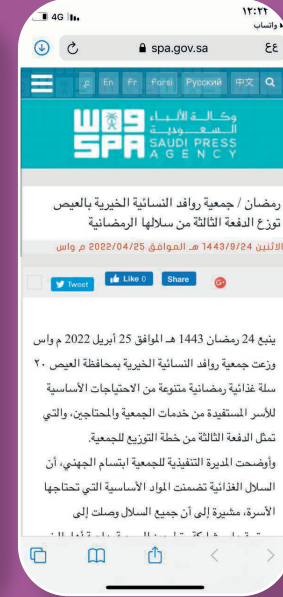 4G ١٢:٢٢
واتساب
spa.gov.sa ٤٤
ع En Fr Farsi Русский 中文
وكـــالـــة الأنـــبـــاء
الـــســـعـــوديـــة
SPA SAUDI PRESS
AGENCY
رمضان / جمعية روافد النسائية الخيرية بالعيص
توزع الدفعة الثالثة من سلالها الرمضانية
الاثنين 1443/9/24 هـ الموافق 2022/04/25 م واس
Tweet Like 0 Share G+
ينبع 24 رمضان 1443 هـ الموافق 25 أبريل 2022 م واس
وزعت جمعية روافد النسائية الخيرية بمحافظة العيص ٢٠
سلة غذائية رمضانية متنوعة من الاحتياجات الأساسية
للأسر المستفيدة من خدمات الجمعية والمحتاجين، والتي
تمثل الدفعة الثالثة من خطة التوزيع للجمعية.
وأوضحت المديرة التنفيذية للجمعية ابتسام الجهني، أن
السلال الغذائية تضمنت المواد الأساسية التي تحتاجها
الأسرة، مشيرة إلى أن جميع السلال وصلت إلى